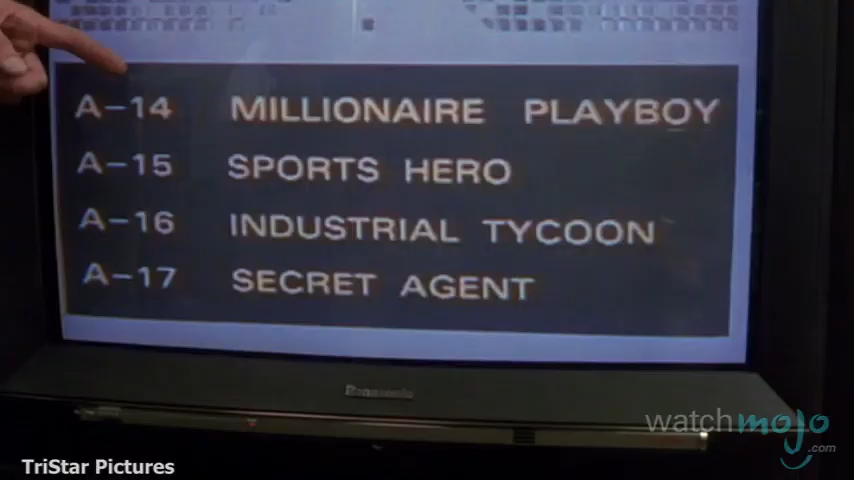 A-14 MILLIONAIRE PLAYBOY
A-15 SPORTS HERO
A-16 INDUSTRIAL TYCOON
A-17 SECRET AGENT
Panasonic
watchmojo
.com
TriStar Pictures